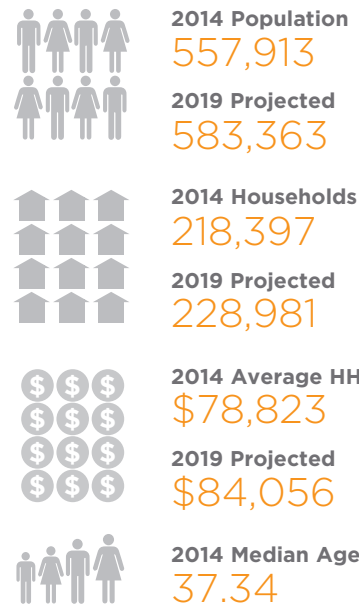 2014 Population
557,913
2019 Projected
583,363
2014 Households
218,397
2019 Projected
228,981
$ $ $
2014 Average HH
$ $ $
$78,823
$ $ $
2019 Projected
$ $ $
$84,056
2014 Median Age
37.34